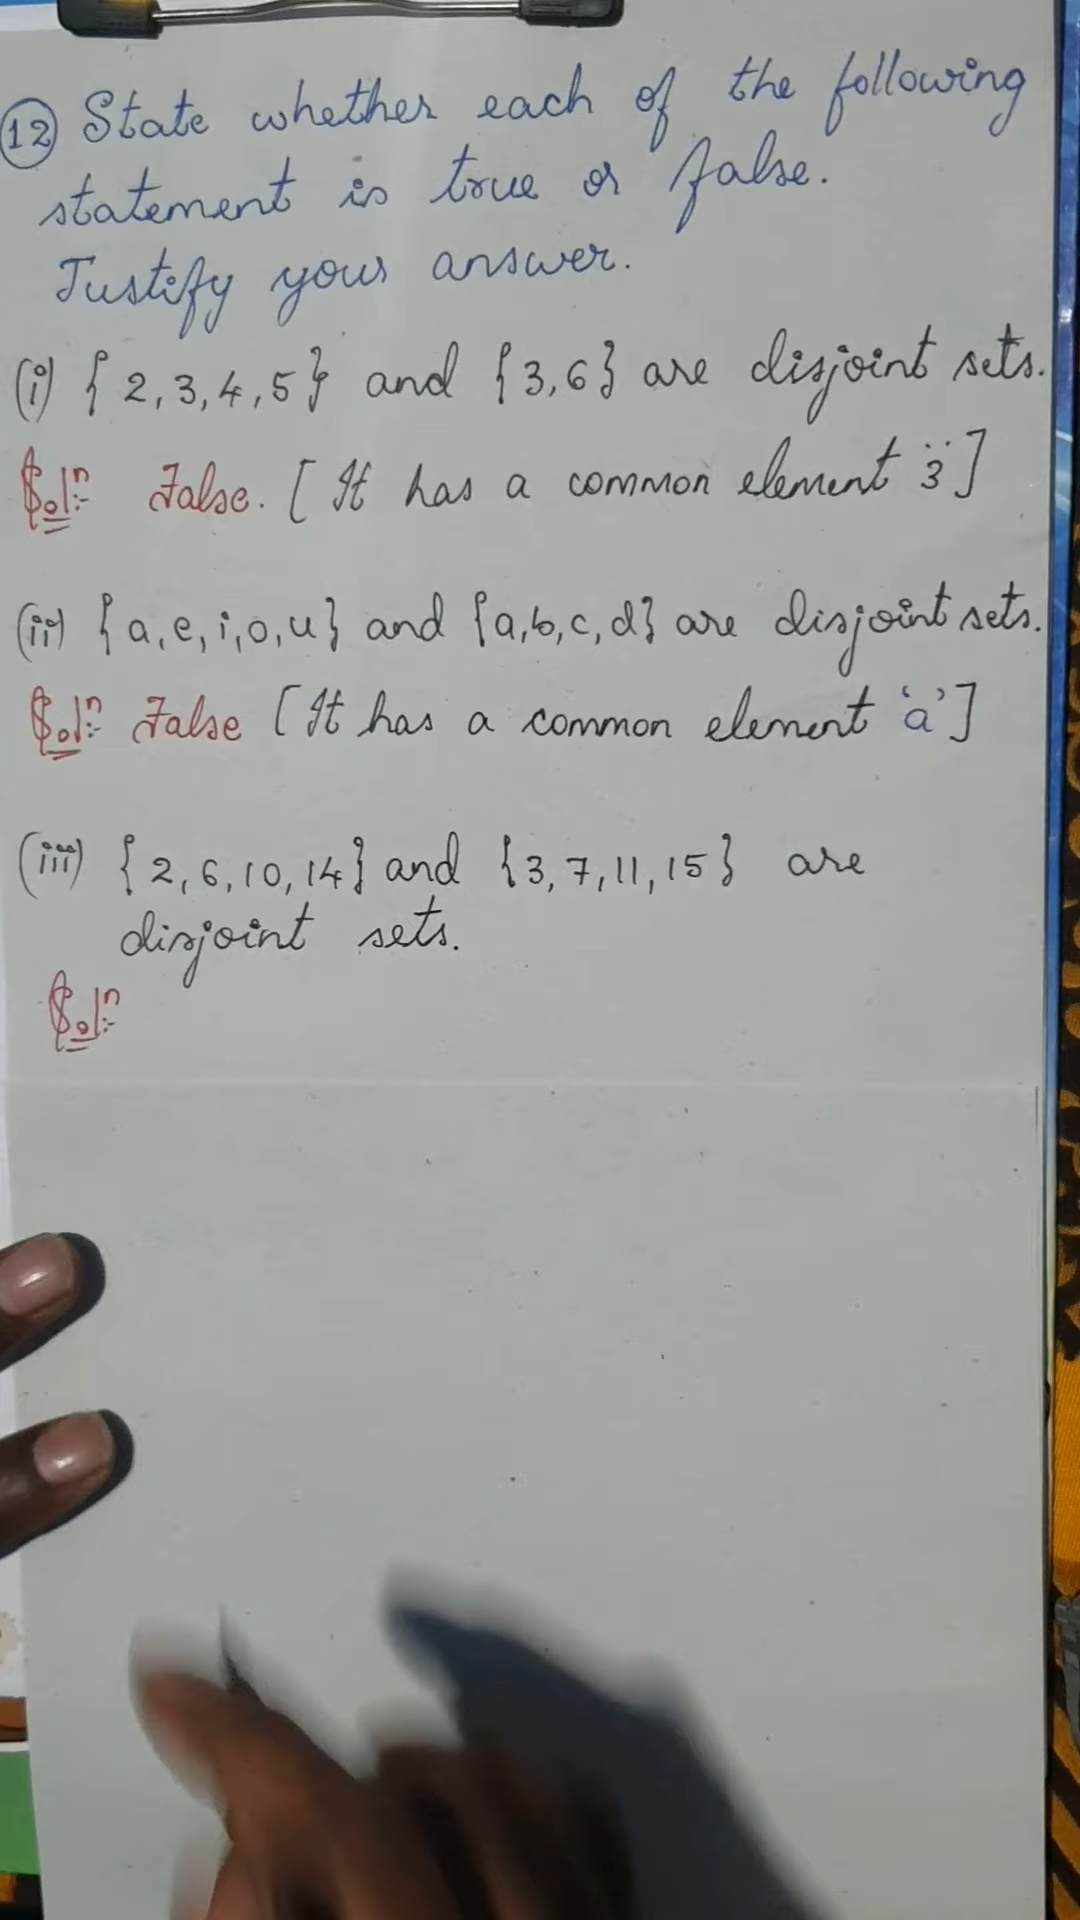 12 State whether each of the following
statement is true or false.
Justify your answer.
(i) {2,3,4,5} and {3,6} are disjoint sets.
Solⁿ:- False. [It has a common element '3']
(ii) {a,e,i,o,u} and {a,b,c,d} are disjoint sets.
Solⁿ:- False [It has a common element 'a']
(iii) {2,6,10,14} and {3,7,11,15} are
disjoint sets.
Solⁿ:-